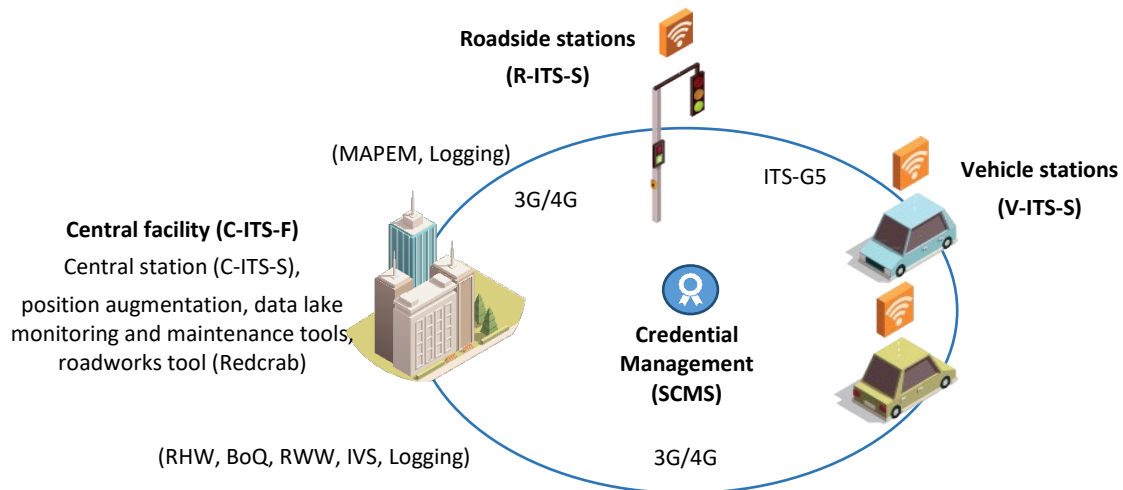 Roadside stations
(R-ITS-S)
(MAPEM, Logging)
3G/4G
ITS-G5
Vehicle stations
(V-ITS-S)
Central facility (C-ITS-F)
Central station (C-ITS-S),
position augmentation, data lake
monitoring and maintenance tools,
roadworks tool (Redcrab)
Credential
Management
(SCMS)
(RHW, BoQ, RWW, IVS, Logging)
3G/4G